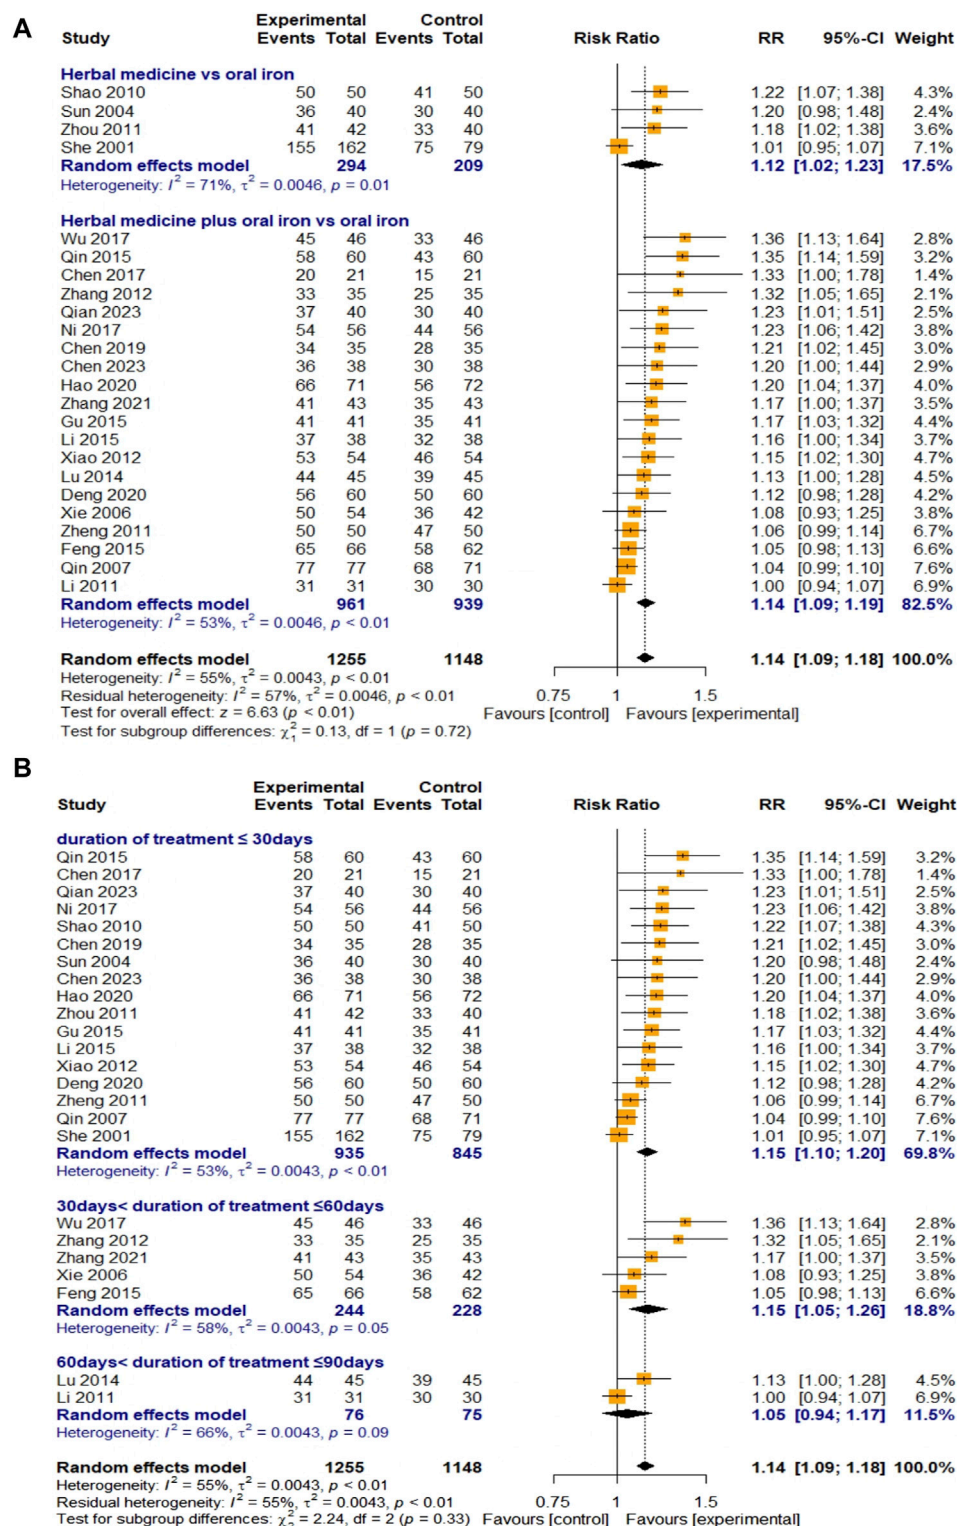 A
Experimental Control
Study Events Total Events Total Risk Ratio RR 95%-CI Weight
Herbal medicine vs oral iron
Shao 2010 50 50 41 50 1.22 [1.07; 1.38] 4.3%
Sun 2004 36 40 30 40 1.20 [0.98; 1.48] 2.4%
Zhou 2011 41 42 33 40 1.18 [1.02; 1.38] 3.6%
She 2001 155 162 75 79 1.01 [0.95; 1.07] 7.1%
Random effects model 294 209 1.12 [1.02; 1.23] 17.5%
Heterogeneity: I² = 71%, τ² = 0.0046, p = 0.01
Herbal medicine plus oral iron vs oral iron
Wu 2017 45 46 33 46 1.36 [1.13; 1.64] 2.8%
Qin 2015 58 60 43 60 1.35 [1.14; 1.59] 3.2%
Chen 2017 20 21 15 21 1.33 [1.00; 1.78] 1.4%
Zhang 2012 33 35 25 35 1.32 [1.05; 1.65] 2.1%
Qian 2023 37 40 30 40 1.23 [1.01; 1.51] 2.5%
Ni 2017 54 56 44 56 1.23 [1.06; 1.42] 3.8%
Chen 2019 34 35 28 35 1.21 [1.02; 1.45] 3.0%
Chen 2023 36 38 30 38 1.20 [1.00; 1.44] 2.9%
Hao 2020 66 71 56 72 1.20 [1.04; 1.37] 4.0%
Zhang 2021 41 43 35 43 1.17 [1.00; 1.37] 3.5%
Gu 2015 41 41 35 41 1.17 [1.03; 1.32] 4.4%
Li 2015 37 38 32 38 1.16 [1.00; 1.34] 3.7%
Xiao 2012 53 54 46 54 1.15 [1.02; 1.30] 4.7%
Lu 2014 44 45 39 45 1.13 [1.00; 1.28] 4.5%
Deng 2020 56 60 50 60 1.12 [0.98; 1.28] 4.2%
Xie 2006 50 54 36 42 1.08 [0.93; 1.25] 3.8%
Zheng 2011 50 50 47 50 1.06 [0.99; 1.14] 6.7%
Feng 2015 65 66 58 62 1.05 [0.98; 1.13] 6.6%
Qin 2007 77 77 68 71 1.04 [0.99; 1.10] 7.6%
Li 2011 31 31 30 30 1.00 [0.94; 1.07] 6.9%
Random effects model 961 939 1.14 [1.09; 1.19] 82.5%
Heterogeneity: I² = 53%, τ² = 0.0046, p < 0.01
Random effects model 1255 1148 1.14 [1.09; 1.18] 100.0%
Heterogeneity: I² = 55%, τ² = 0.0043, p < 0.01
Residual heterogeneity: I² = 57%, τ² = 0.0046, p < 0.01 0.75 1 1.5
Test for overall effect: z = 6.63 (p < 0.01) Favours [control] Favours [experimental]
Test for subgroup differences: χ²₁ = 0.13, df = 1 (p = 0.72)
B
Experimental Control
Study Events Total Events Total Risk Ratio RR 95%-CI Weight
duration of treatment ≤ 30days
Qin 2015 58 60 43 60 1.35 [1.14; 1.59] 3.2%
Chen 2017 20 21 15 21 1.33 [1.00; 1.78] 1.4%
Qian 2023 37 40 30 40 1.23 [1.01; 1.51] 2.5%
Ni 2017 54 56 44 56 1.23 [1.06; 1.42] 3.8%
Shao 2010 50 50 41 50 1.22 [1.07; 1.38] 4.3%
Chen 2019 34 35 28 35 1.21 [1.02; 1.45] 3.0%
Sun 2004 36 40 30 40 1.20 [0.98; 1.48] 2.4%
Chen 2023 36 38 30 38 1.20 [1.00; 1.44] 2.9%
Hao 2020 66 71 56 72 1.20 [1.04; 1.37] 4.0%
Zhou 2011 41 42 33 40 1.18 [1.02; 1.38] 3.6%
Gu 2015 41 41 35 41 1.17 [1.03; 1.32] 4.4%
Li 2015 37 38 32 38 1.16 [1.00; 1.34] 3.7%
Xiao 2012 53 54 46 54 1.15 [1.02; 1.30] 4.7%
Deng 2020 56 60 50 60 1.12 [0.98; 1.28] 4.2%
Zheng 2011 50 50 47 50 1.06 [0.99; 1.14] 6.7%
Qin 2007 77 77 68 71 1.04 [0.99; 1.10] 7.6%
She 2001 155 162 75 79 1.01 [0.95; 1.07] 7.1%
Random effects model 935 845 1.15 [1.10; 1.20] 69.8%
Heterogeneity: I² = 53%, τ² = 0.0043, p < 0.01
30days< duration of treatment ≤60days
Wu 2017 45 46 33 46 1.36 [1.13; 1.64] 2.8%
Zhang 2012 33 35 25 35 1.32 [1.05; 1.65] 2.1%
Zhang 2021 41 43 35 43 1.17 [1.00; 1.37] 3.5%
Xie 2006 50 54 36 42 1.08 [0.93; 1.25] 3.8%
Feng 2015 65 66 58 62 1.05 [0.98; 1.13] 6.6%
Random effects model 244 228 1.15 [1.05; 1.26] 18.8%
Heterogeneity: I² = 58%, τ² = 0.0043, p = 0.05
60days< duration of treatment ≤90days
Lu 2014 44 45 39 45 1.13 [1.00; 1.28] 4.5%
Li 2011 31 31 30 30 1.00 [0.94; 1.07] 6.9%
Random effects model 76 75 1.05 [0.94; 1.17] 11.5%
Heterogeneity: I² = 66%, τ² = 0.0043, p = 0.09
Random effects model 1255 1148 1.14 [1.09; 1.18] 100.0%
Heterogeneity: I² = 55%, τ² = 0.0043, p < 0.01
Residual heterogeneity: I² = 55%, τ² = 0.0043, p < 0.01 0.75 1 1.5
Test for subgroup differences: χ² = 2.24, df = 2 (p = 0.33) Favours [control] Favours [experimental]